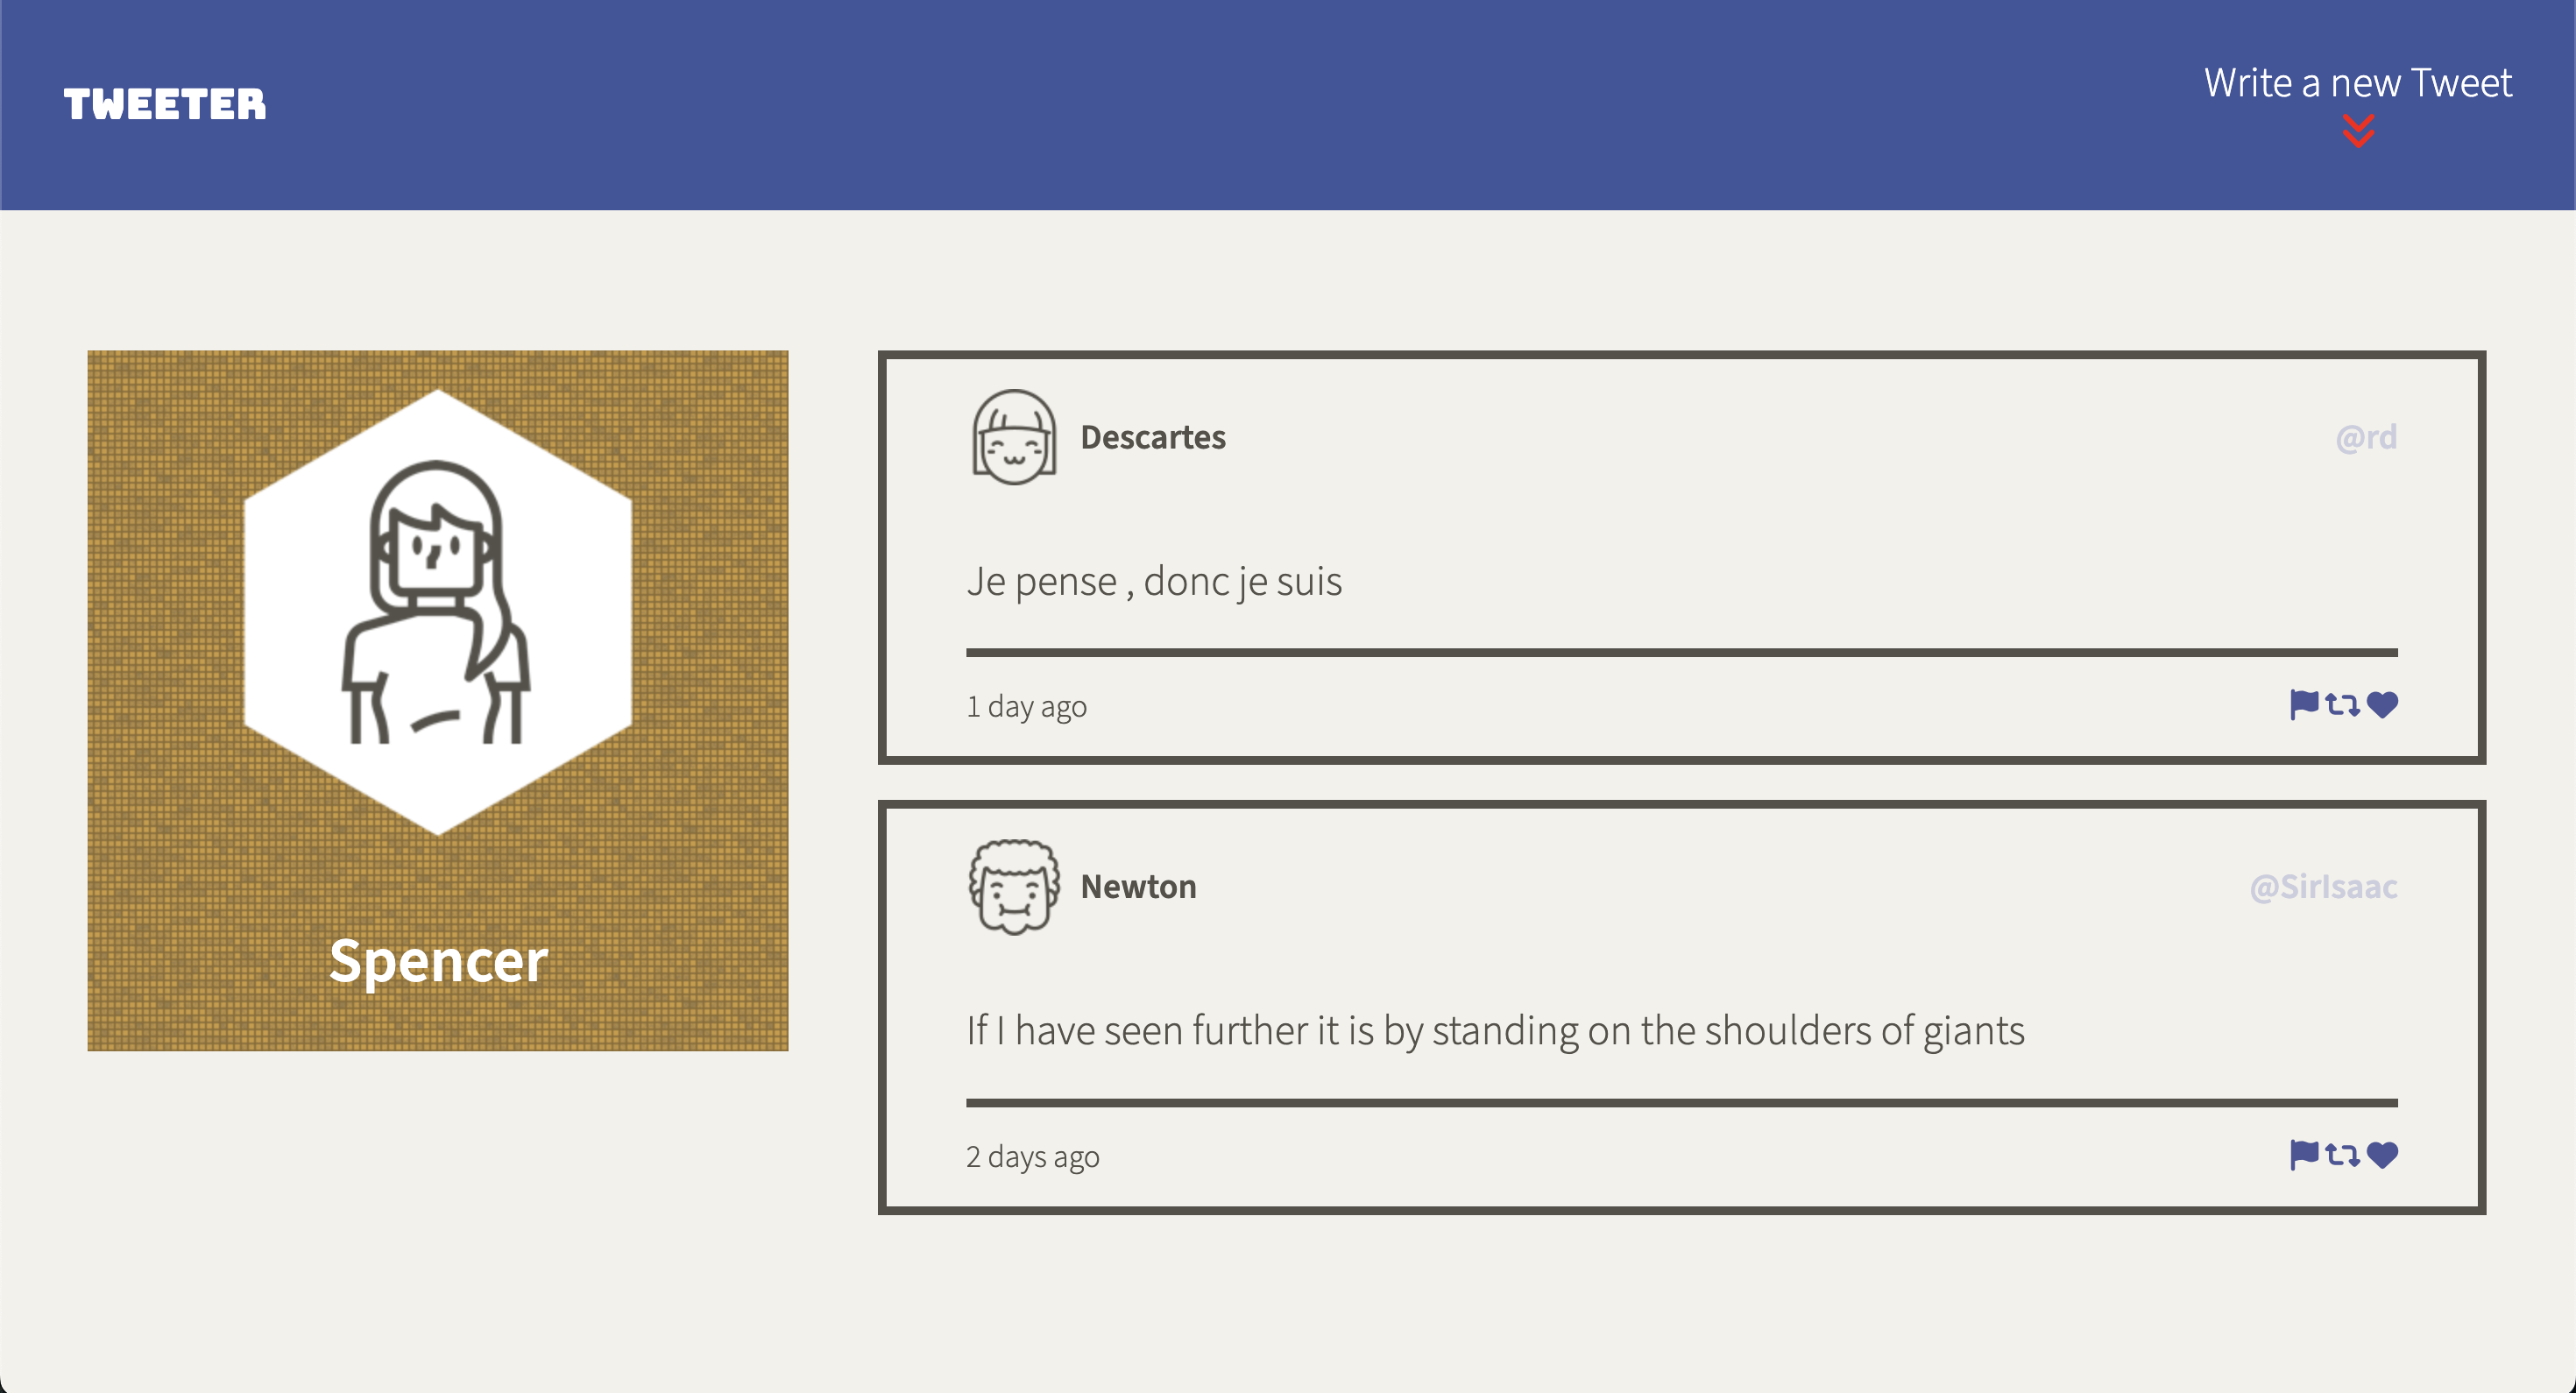 TWEETER
Write a new Tweet
Spencer
Descartes
@rd
Je pense , donc je suis
1 day ago
Newton
@SirIsaac
If I have seen further it is by standing on the shoulders of giants
2 days ago